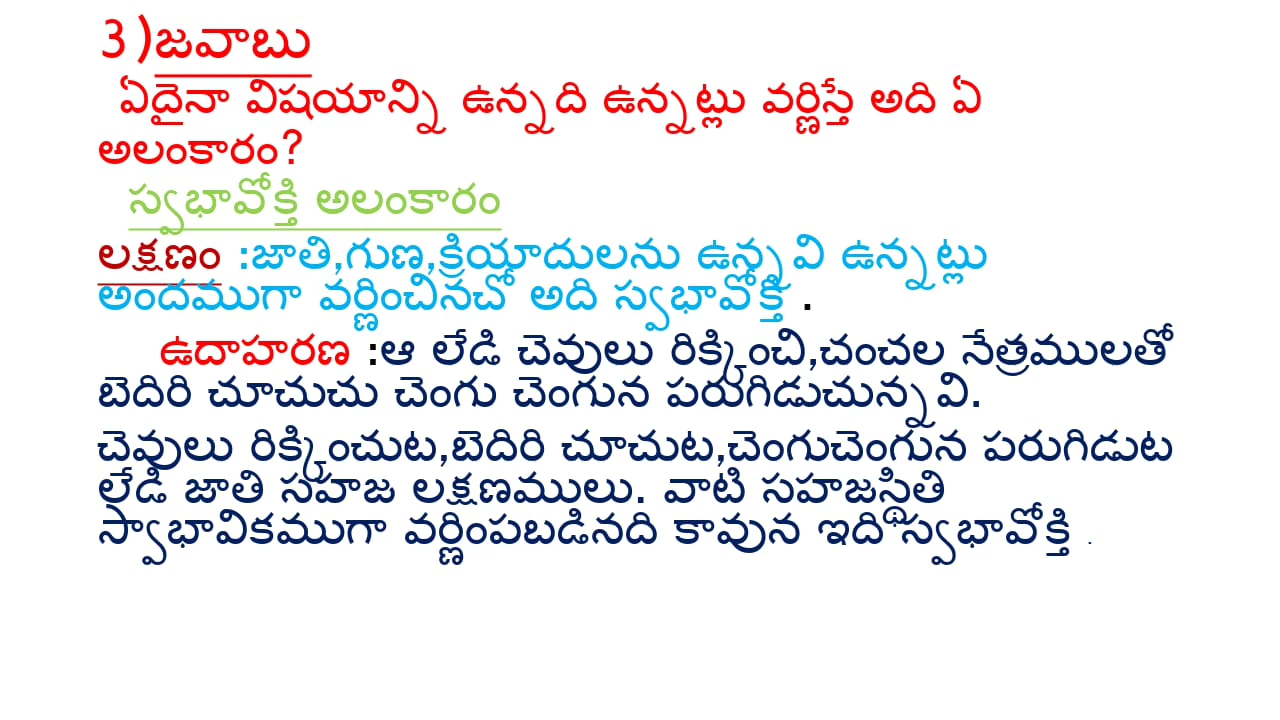 3)జవాబు
ఏదైనా విషయాన్ని ఉన్నది ఉన్నట్లు వర్ణిస్తే అది ఏ
అలంకారం?
స్వభావోక్తి అలంకారం
లక్షణం :జాతి,గుణ,క్రియాదులను ఉన్నవి ఉన్నట్లు
అందముగా వర్ణించినచో అది స్వభావోక్తి .
ఉదాహరణ :ఆ లేడి చెవులు రిక్కించి,చంచల నేత్రములతో
బెదిరి చూచుచు చెంగు చెంగున పరుగిడుచున్నవి.
చెవులు రిక్కించుట,బెదిరి చూచుట,చెంగుచెంగున పరుగిడుట
లేడి జాతి సహజ లక్షణములు. వాటి సహజస్థితి
స్వాభావికముగా వర్ణింపబడినది కావున ఇది స్వభావోక్తి .